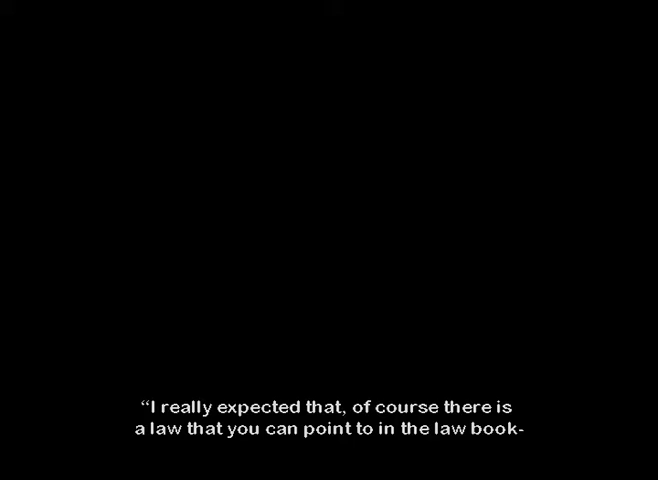 “I really expected that, of course there is
a law that you can point to in the law book-